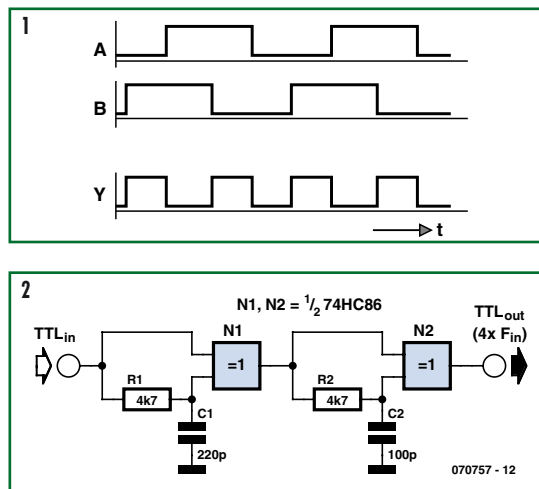 1
A
B
Y
t
2
N1, N2 = 1/2 74HC86
TTLin
TTLout
(4x Fin)
N1
N2
=1
=1
R1
R2
4k7
4k7
C1
C2
220p
100p
070757 - 12